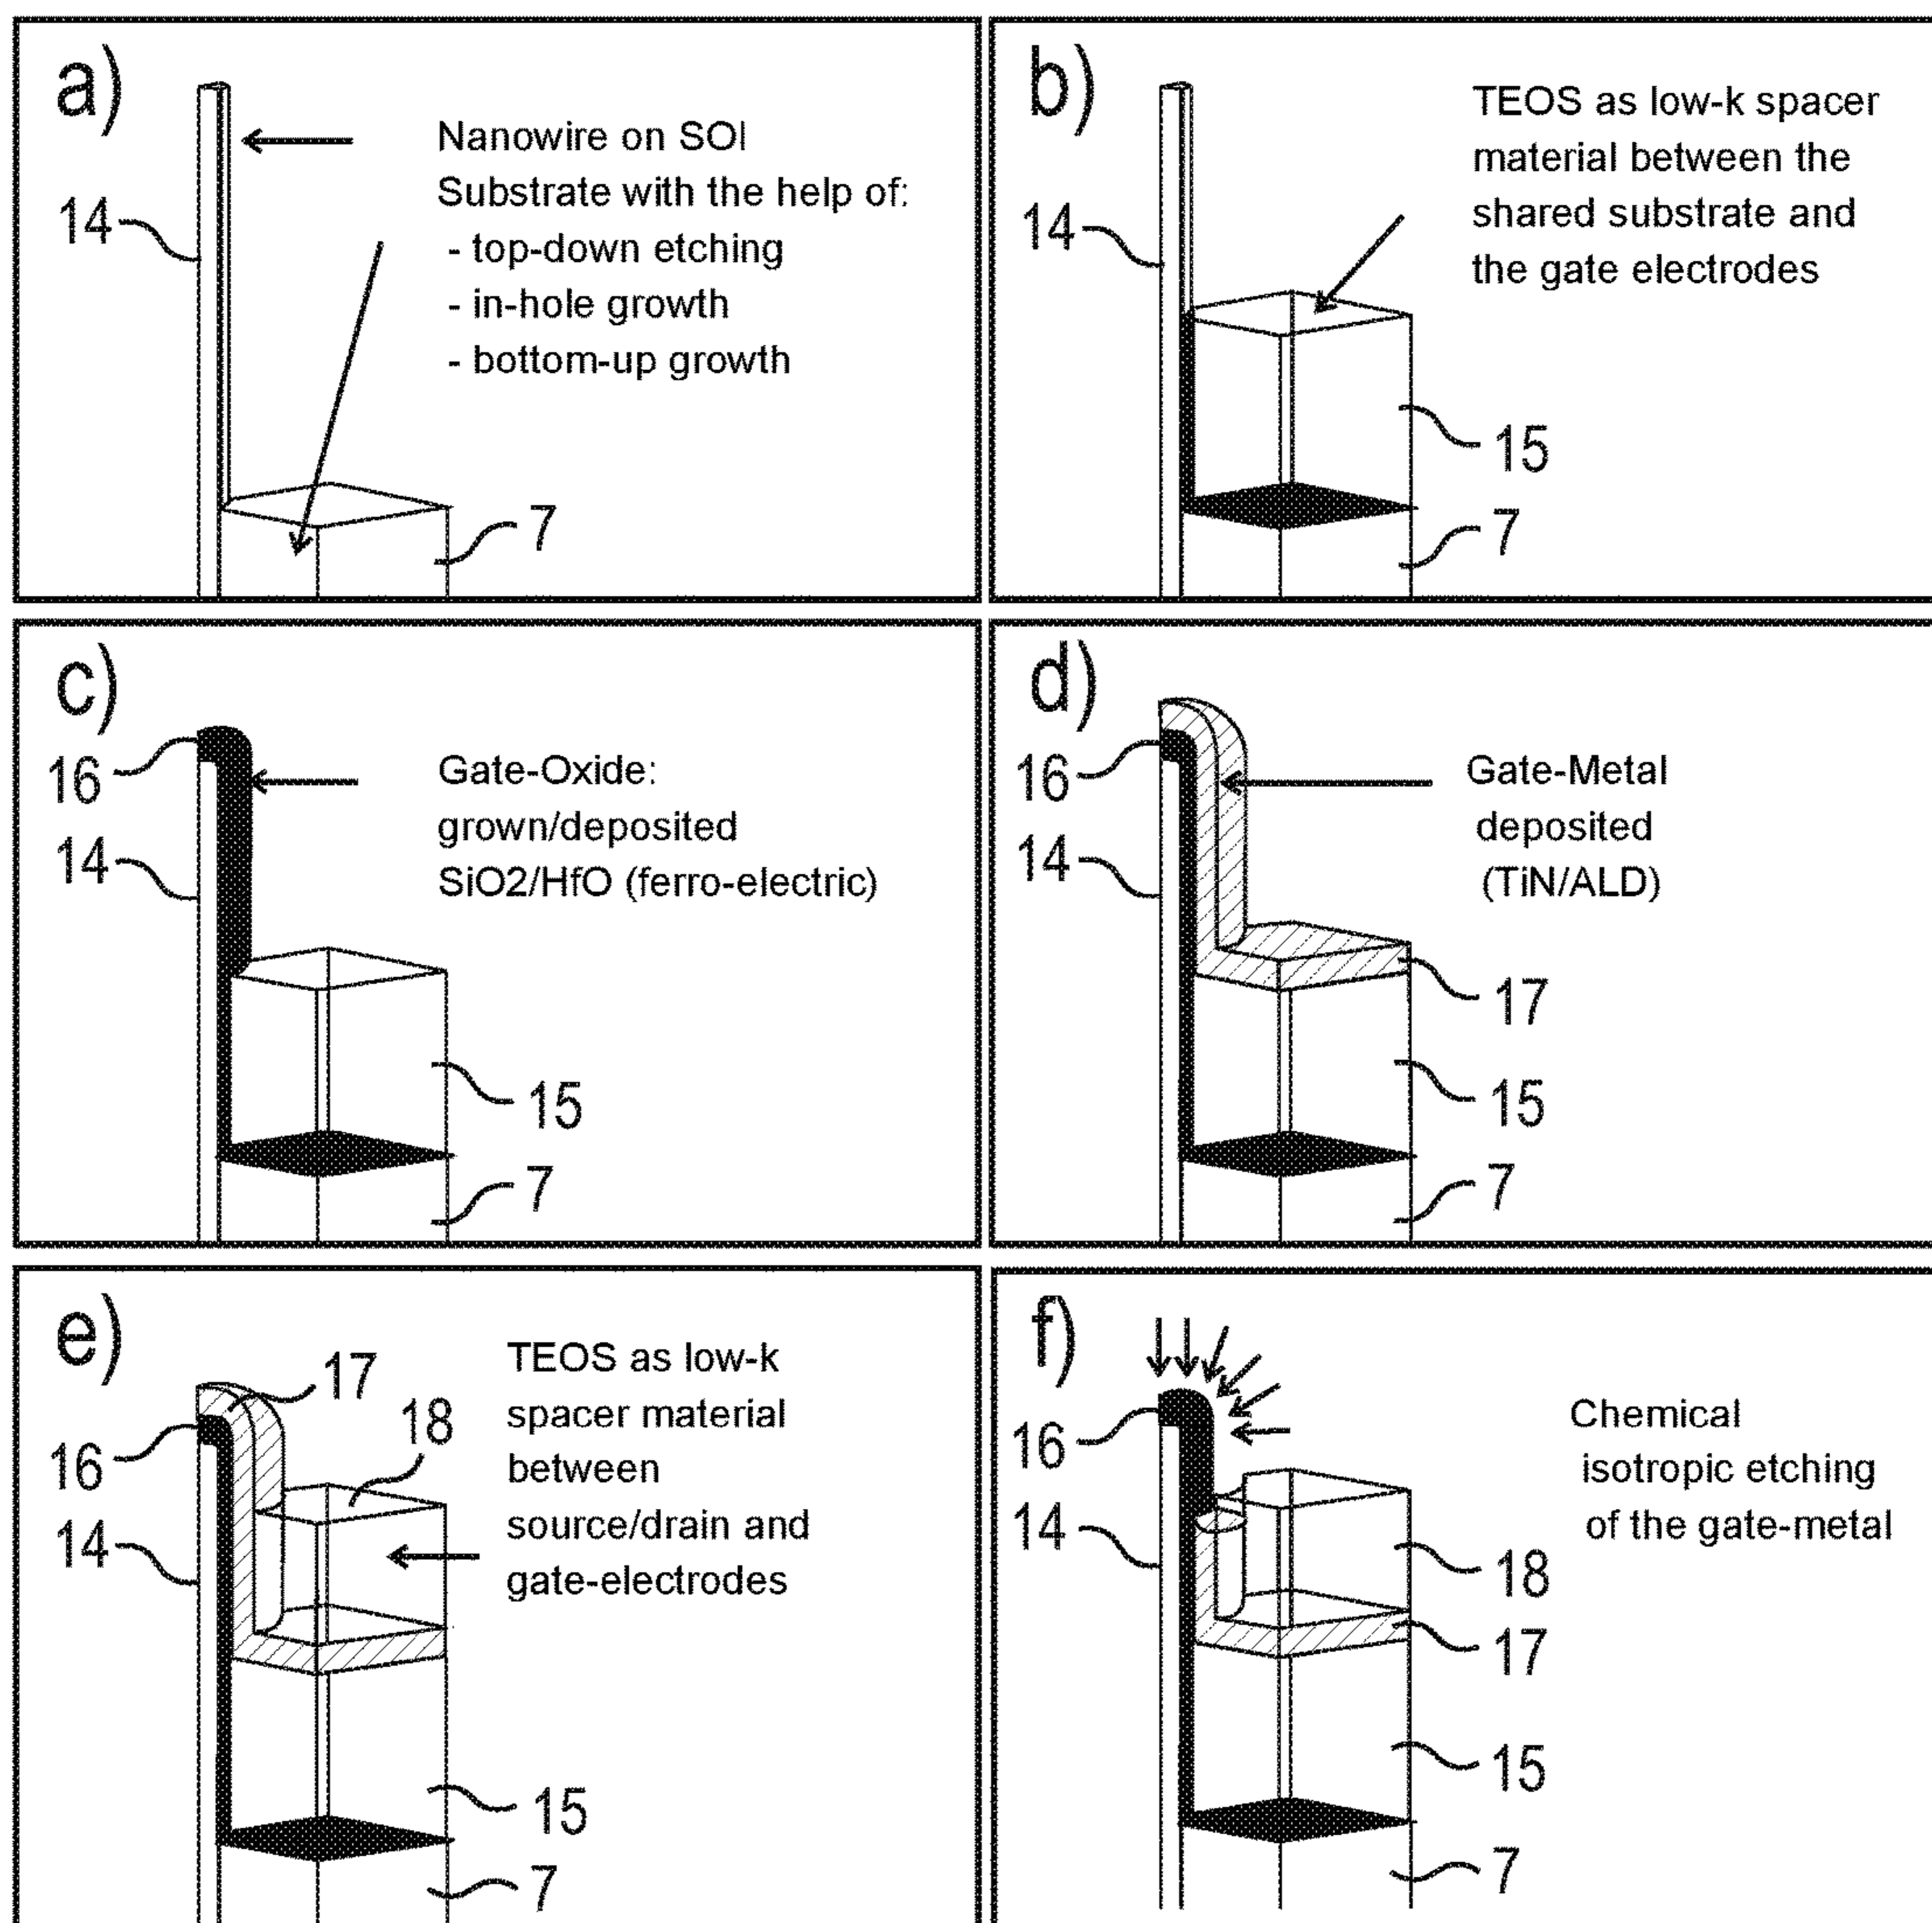 a)
Nanowire on SOI
Substrate with the help of:
- top-down etching
- in-hole growth
- bottom-up growth
14
7
b)
TEOS as low-k spacer
material between the
shared substrate and
the gate electrodes
14
15
7
c)
16
Gate-Oxide:
grown/deposited
SiO2/HfO (ferro-electric)
14
15
7
d)
16
Gate-Metal
deposited
(TiN/ALD)
14
17
15
7
e)
17
18
TEOS as low-k
spacer material
between
source/drain and
gate-electrodes
16
14
15
7
f)
16
Chemical
isotropic etching
of the gate-metal
14
18
17
15
7